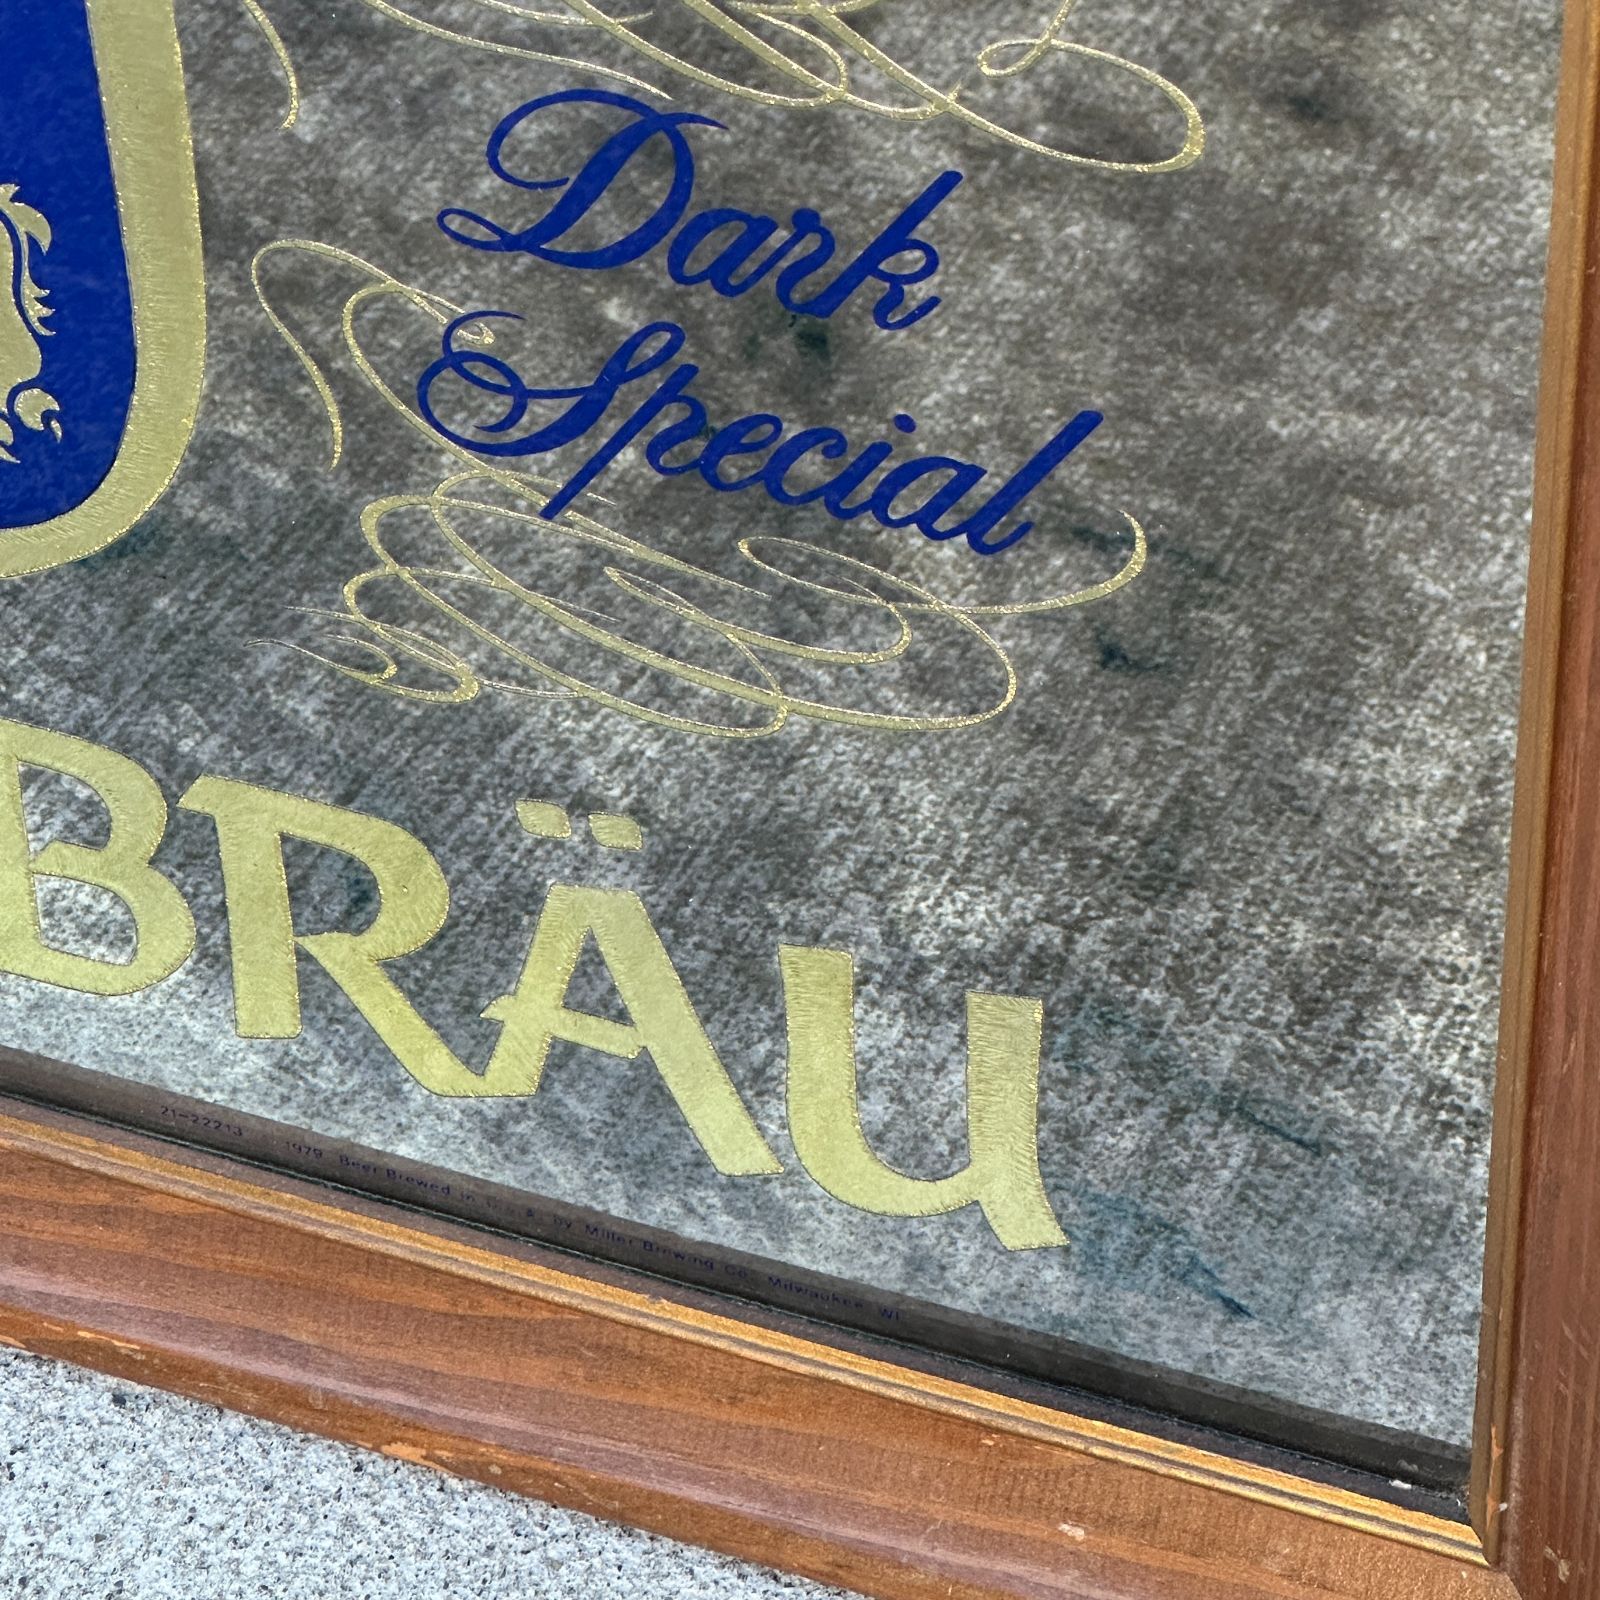 Dark
Special
BRÄU
21-22213 1979 Beer Brewed in U.S.A. by Miller Brewing Co. Milwaukee WI